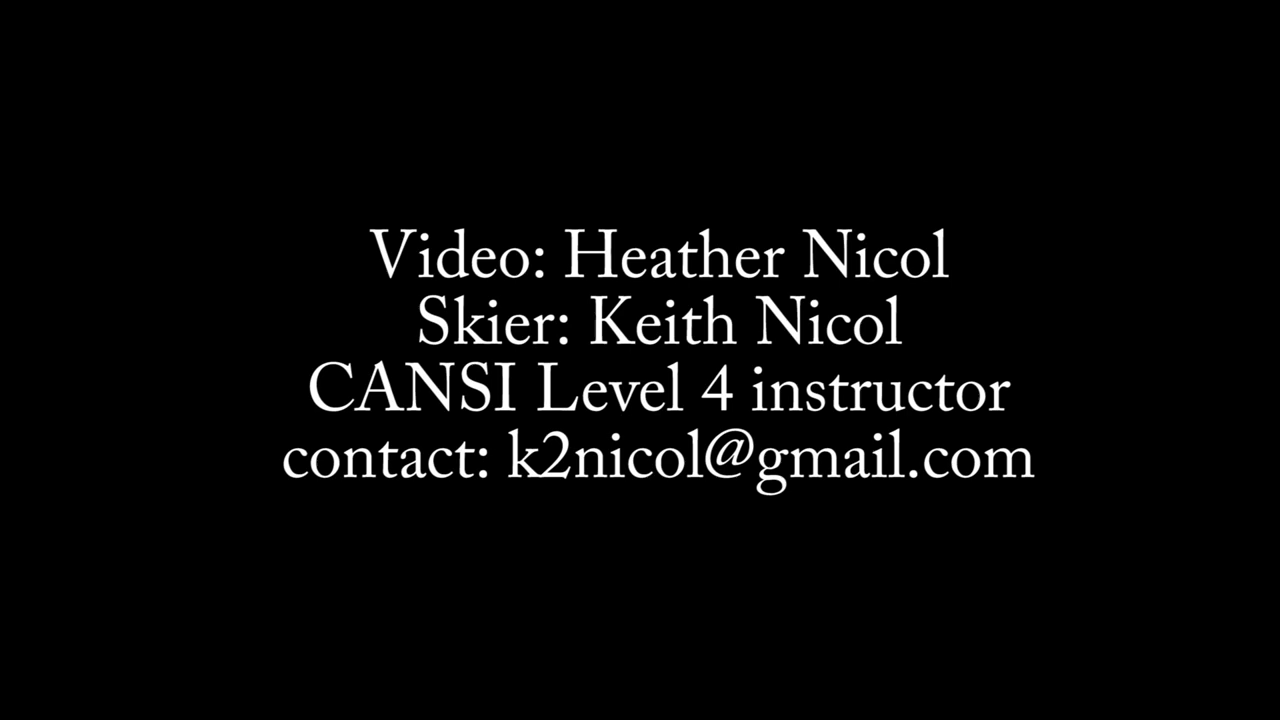 Video: Heather Nicol
Skier: Keith Nicol
CANSI Level 4 instructor
contact: k2nicol@gmail.com